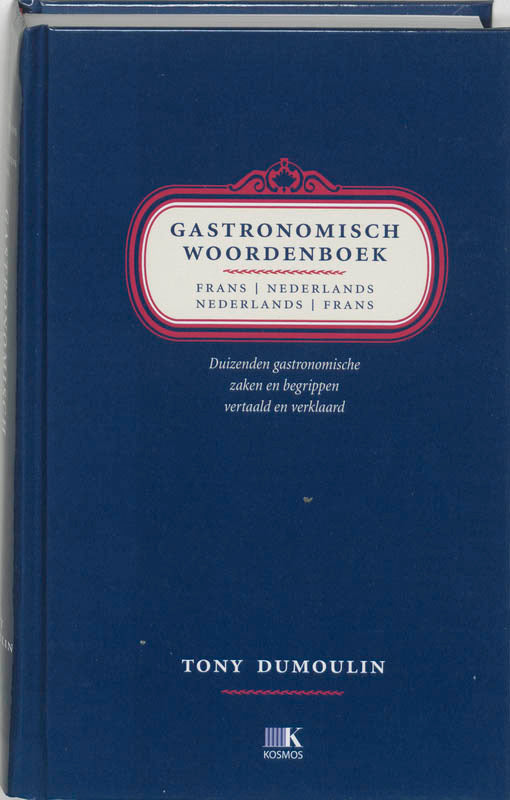 GASTRONOMISCH
WOORDENBOEK
FRANS | NEDERLANDS
NEDERLANDS | FRANS
Duizenden gastronomische
zaken en begrippen
vertaald en verklaard
TONY DUMOULIN
K
KOSMOS